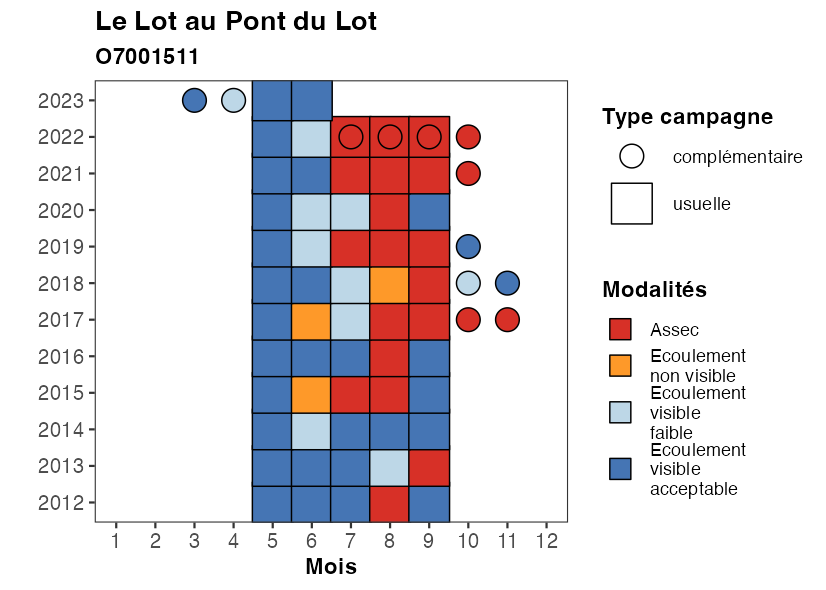 Le Lot au Pont du Lot
O7001511
2023
2022
2021
2020
2019
2018
2017
2016
2015
2014
2013
2012
1 2 3 4 5 6 7 8 9 10 11 12
Mois
Type campagne
complémentaire
usuelle
Modalités
Assec
Ecoulement
non visible
Ecoulement
visible
faible
Ecoulement
visible
acceptable